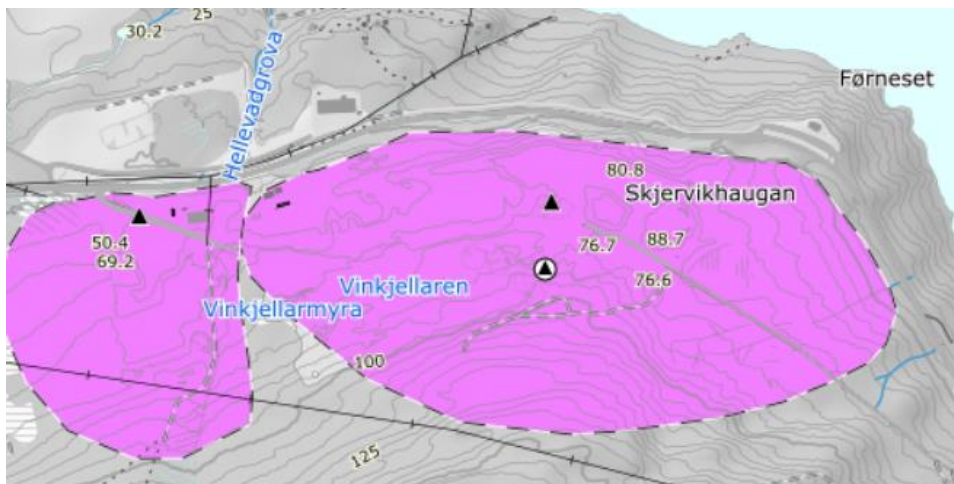 25
30.2
Hellevadgrova
Førneset
80.8
Skjervikhaugan
50.4
69.2
76.7
88.7
76.6
Vinkjellaren
Vinkjellarmyra
100
125